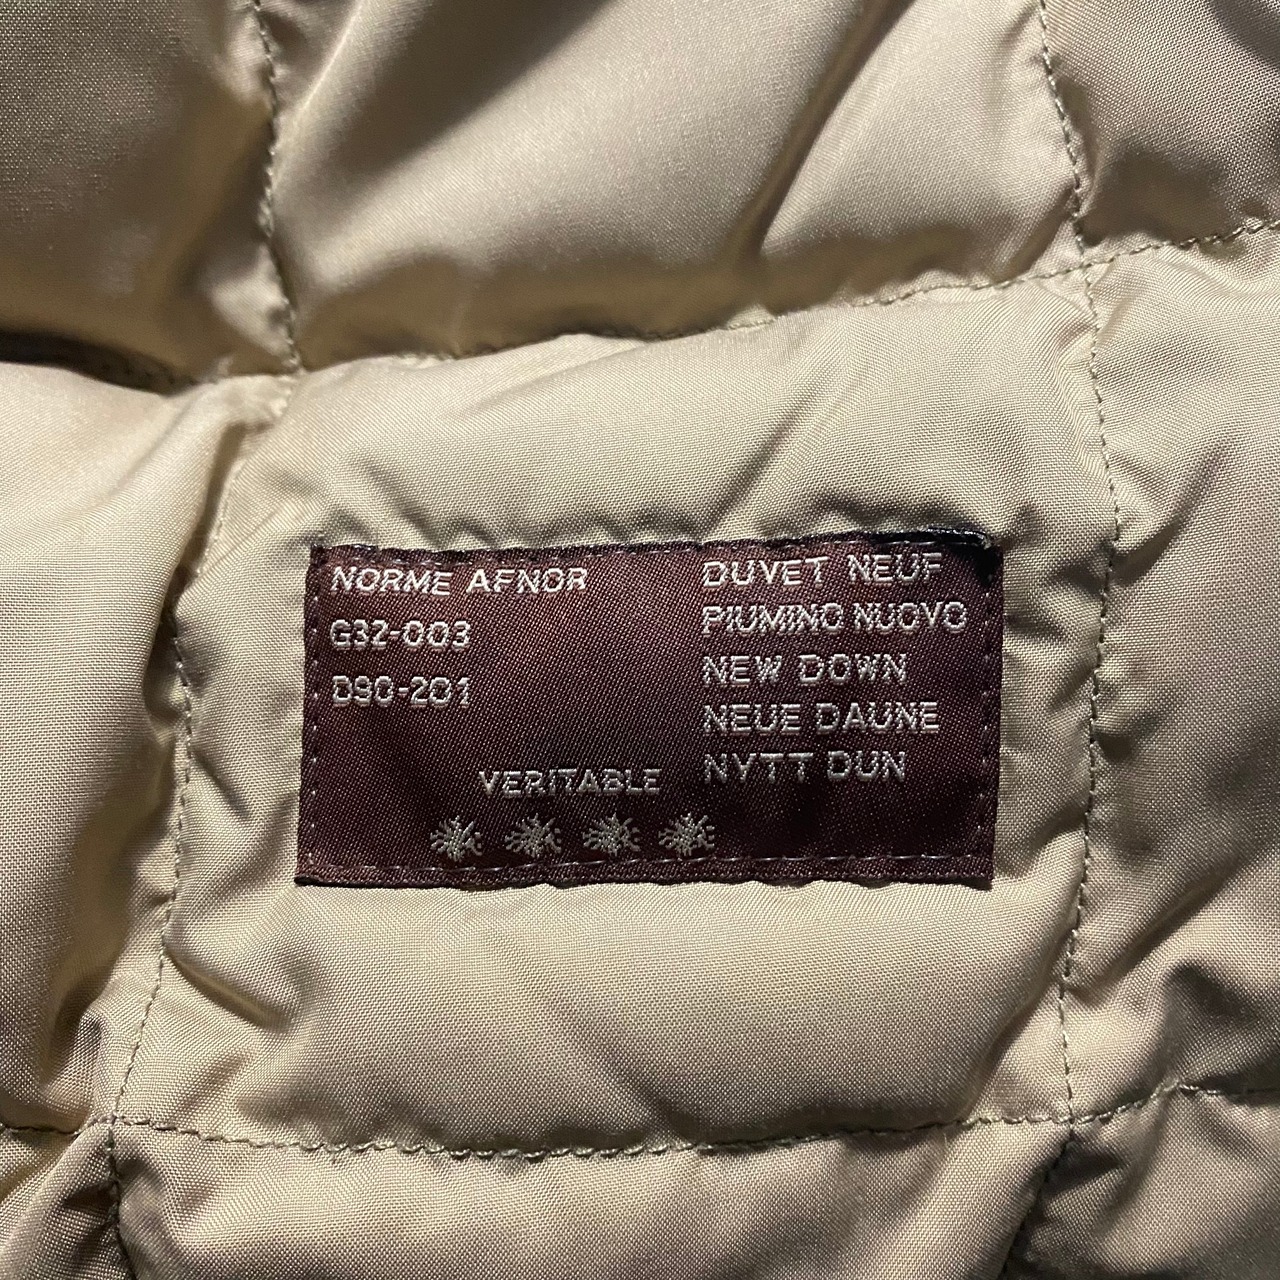 NORME AFNOR
G32-003
D90-201
DUVET NEUF
PIUMINO NUOVO
NEW DOWN
NEUE DAUNE
NYTT DUN
VERITABLE